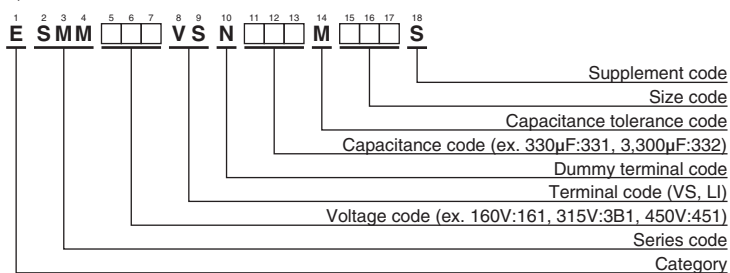 1 2 3 4 5 6 7 8 9 10 11 12 13 14 15 16 17 18
E SMM □□□ VS N □□□ M □□□ S
Supplement code
Size code
Capacitance tolerance code
Capacitance code (ex. 330µF:331, 3,300µF:332)
Dummy terminal code
Terminal code (VS, LI)
Voltage code (ex. 160V:161, 315V:3B1, 450V:451)
Series code
Category